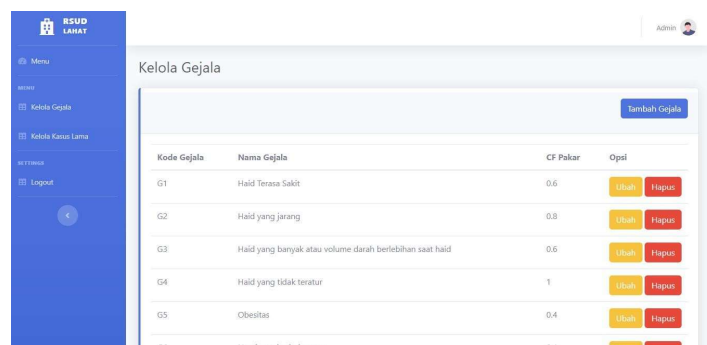 RSUD
LAHAT
Admin
Menu
MENU
Kelola Gejala
Kelola Kasus Lama
SETTINGS
Logout
Kelola Gejala
Tambah Gejala
Kode Gejala Nama Gejala CF Pakar Opsi
G1 Haid Terasa Sakit 0.6 Ubah Hapus
G2 Haid yang jarang 0.8 Ubah Hapus
G3 Haid yang banyak atau volume darah berlebihan saat haid 0.6 Ubah Hapus
G4 Haid yang tidak teratur 1 Ubah Hapus
G5 Obesitas 0.4 Ubah Hapus